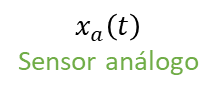 𝑥ₐ(𝑡)
Sensor análogo